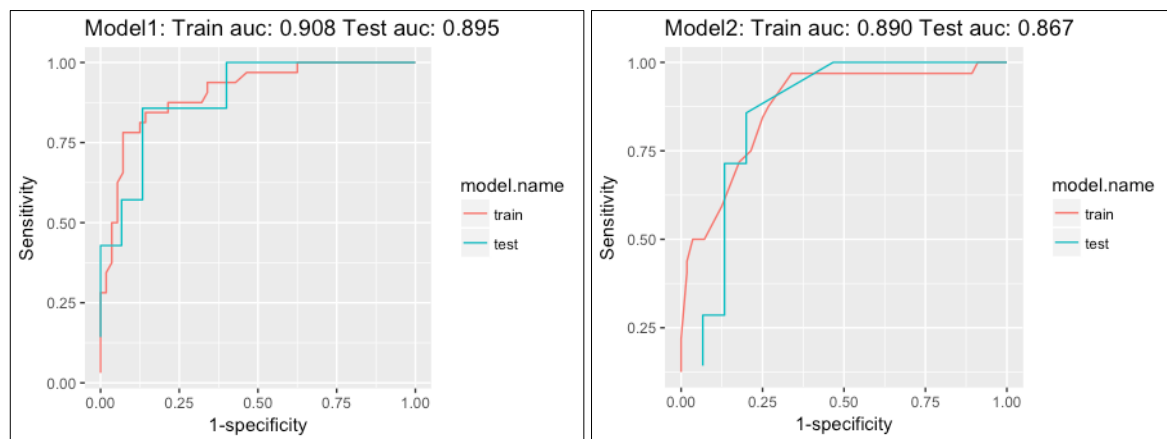 Model1: Train auc: 0.908 Test auc: 0.895
1.00
0.75
0.50
0.25
0.00
Sensitivity
0.00 0.25 0.50 0.75 1.00
1-specificity
model.name
train
test
Model2: Train auc: 0.890 Test auc: 0.867
1.00
0.75
0.50
0.25
Sensitivity
0.00 0.25 0.50 0.75 1.00
1-specificity
model.name
train
test